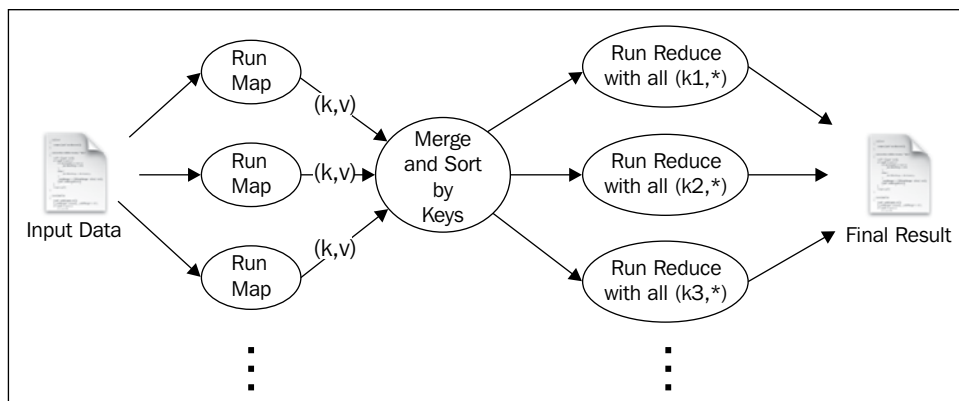 Input Data
Run
Map
(k,v)
Run
Map
(k,v)
Run
Map
(k,v)
Merge
and Sort
by
Keys
Run Reduce
with all (k1,*)
Run Reduce
with all (k2,*)
Run Reduce
with all (k3,*)
Final Result